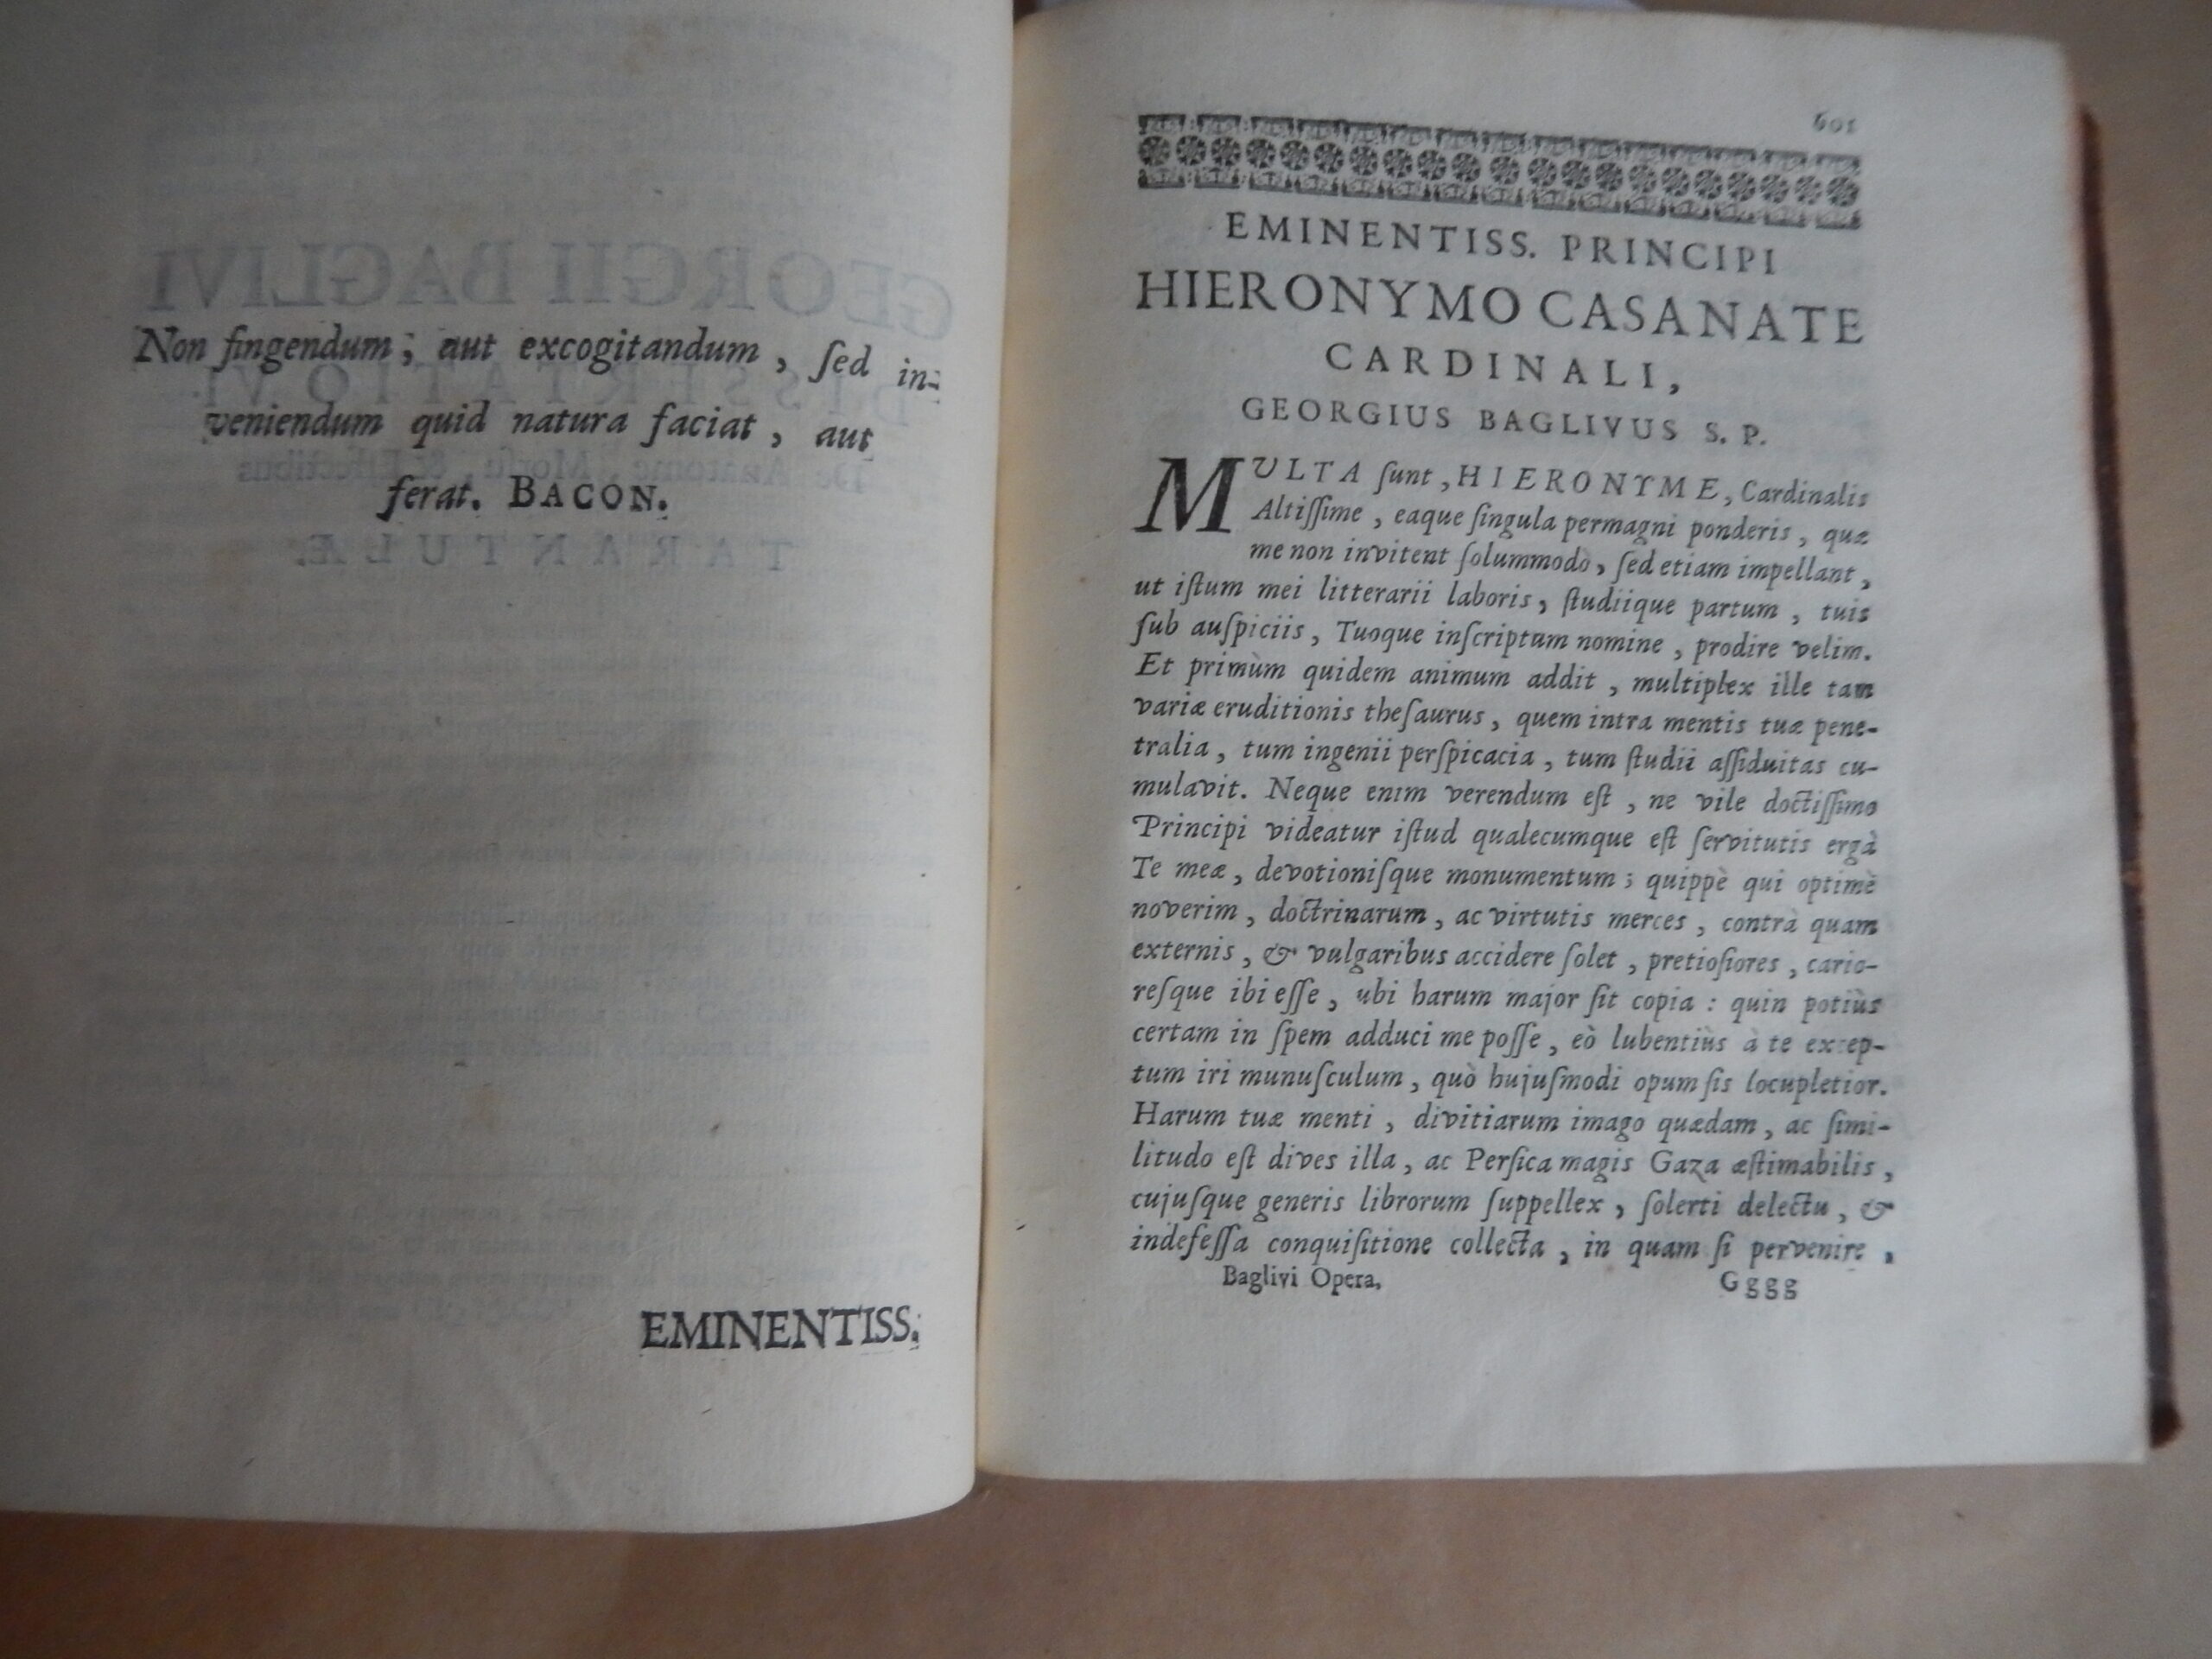 Non fingendum; aut excogitandum, ſed in-
veniendum quid natura faciat, aut
ferat. BACON.
EMINENTISS.
601
EMINENTISS. PRINCIPI
HIERONYMO CASANATE
CARDINALI,
GEORGIUS BAGLIVUS S. P.
MULTA ſunt, HIERONYME, Cardinalis
Altiſſime, eaque ſingula permagni ponderis, quæ
me non invitent ſolummodò, ſed etiam impellant,
ut iſtum mei litterarii laboris, ſtudiique partum, tuis
ſub auſpiciis, Tuoque inſcriptum nomine, prodire velim.
Et primùm quidem animum addit, multiplex ille tam
variæ eruditionis theſaurus, quem intra mentis tuæ pene-
tralia, tum ingenii perſpicacia, tum ſtudii aſſiduitas cu-
mulavit. Neque enim verendum eſt, ne vile doctiſſimo
Principi videatur iſtud qualecumque eſt ſervitutis ergà
Te meæ, devotioniſque monumentum; quippè qui optimè
noverim, doctrinarum, ac virtutis merces, contrà quam
externis, & vulgaribus accidere ſolet, pretioſiores, cario-
reſque ibi eſſe, ubi harum major ſit copia: quin potiùs
certam in ſpem adduci me poſſe, eò lubentiùs à te excep-
tum iri munuſculum, quò hujuſmodi opum ſis locupletior.
Harum tuæ menti, divitiarum imago quædam, ac ſimi-
litudo eſt dives illa, ac Perſica magis Gaza æſtimabilis,
cujuſque generis librorum ſuppellex, ſolerti delectu, &
indefeſſa conquiſitione collecta, in quam ſi pervenire,
Baglivi Opera, Gggg